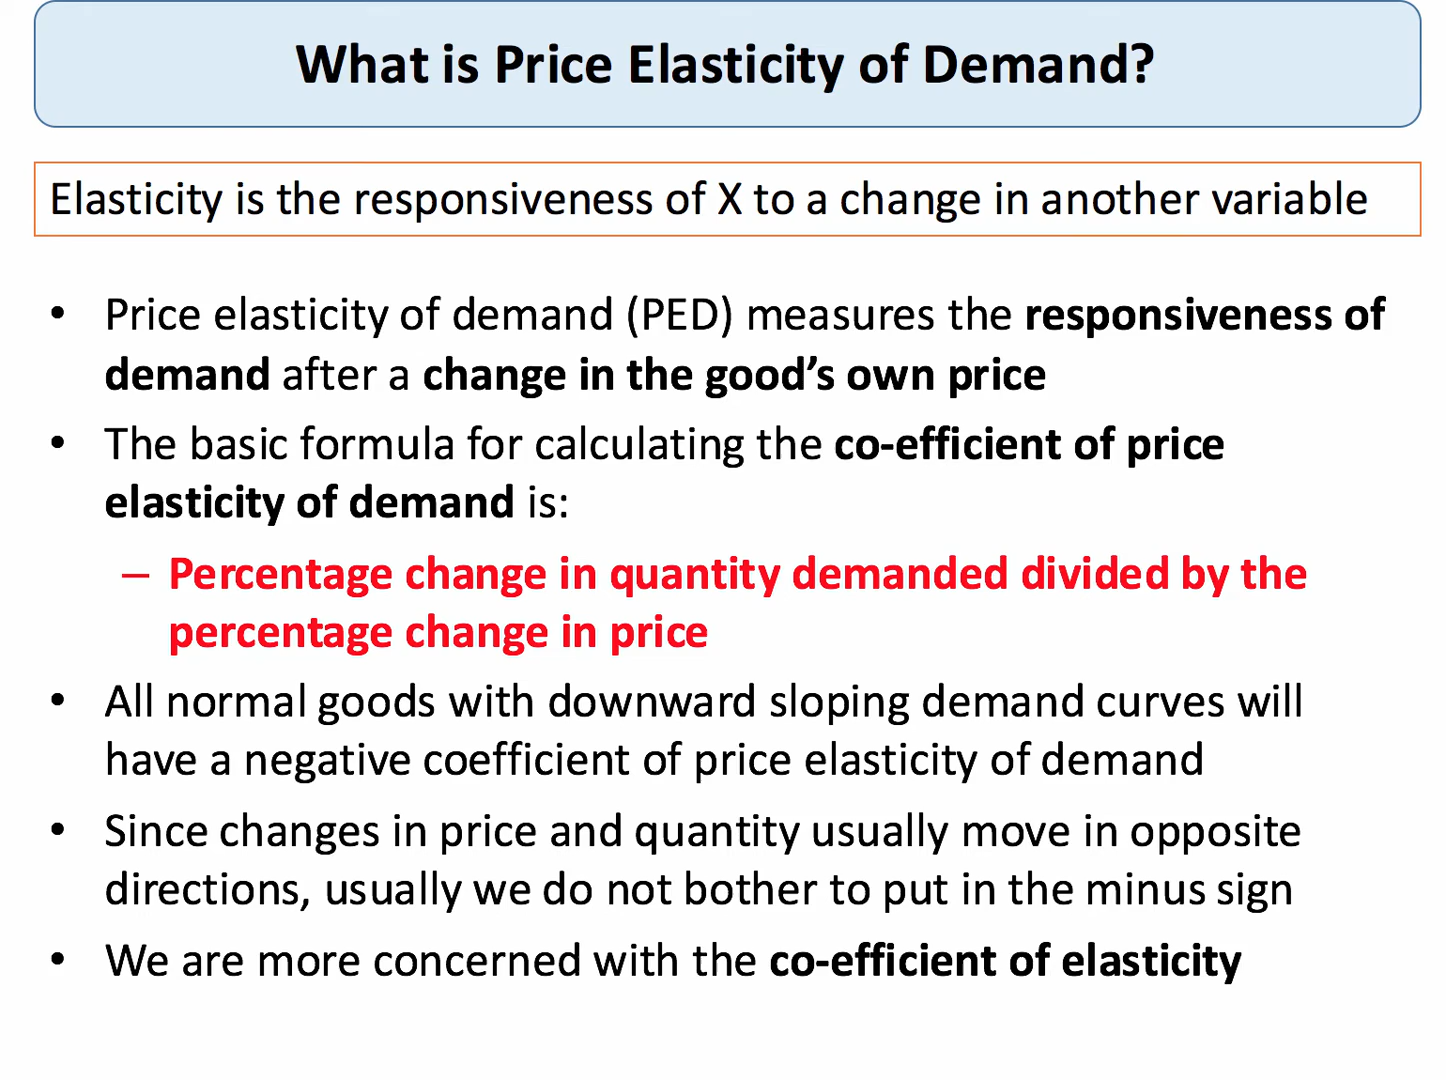 What is Price Elasticity of Demand?
Elasticity is the responsiveness of X to a change in another variable
• Price elasticity of demand (PED) measures the responsiveness of
demand after a change in the good’s own price
• The basic formula for calculating the co-efficient of price
elasticity of demand is:
– Percentage change in quantity demanded divided by the
percentage change in price
• All normal goods with downward sloping demand curves will
have a negative coefficient of price elasticity of demand
• Since changes in price and quantity usually move in opposite
directions, usually we do not bother to put in the minus sign
• We are more concerned with the co-efficient of elasticity